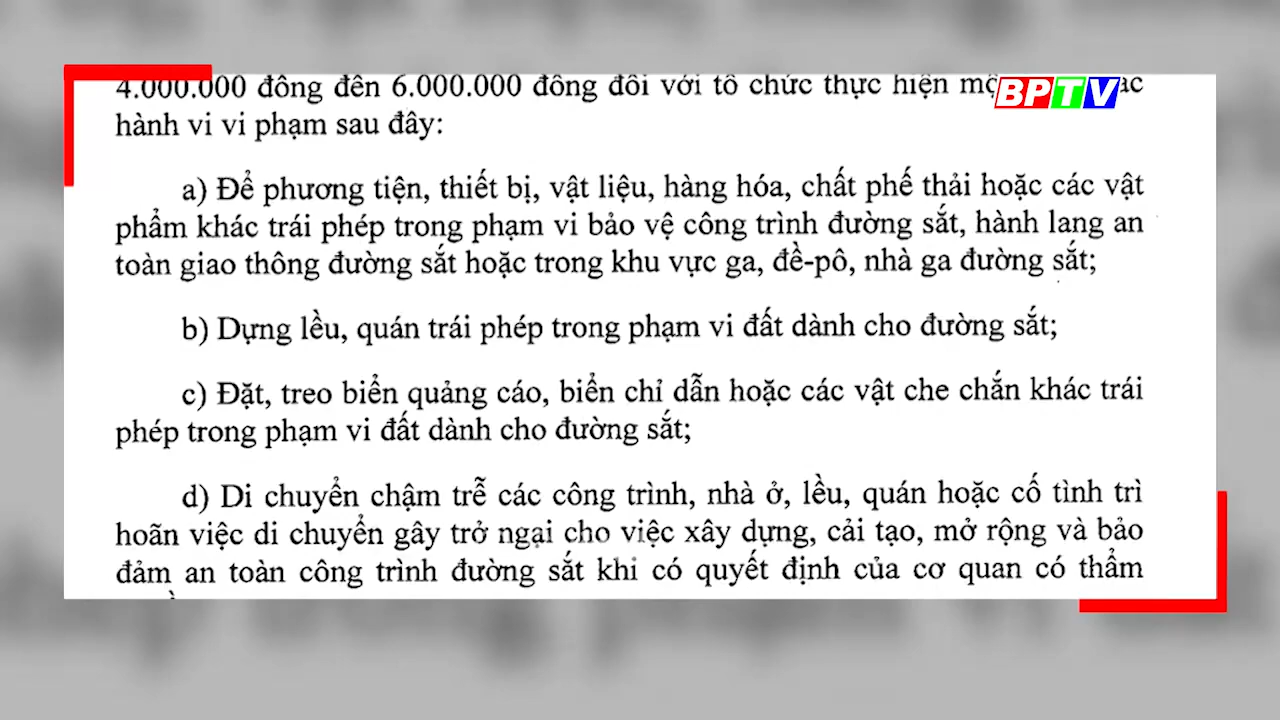 4.000.000 đồng đến 6.000.000 đồng đối với tổ chức thực hiện
BPTV
hành vi vi phạm sau đây:
a) Để phương tiện, thiết bị, vật liệu, hàng hóa, chất phế thải hoặc các vật
phẩm khác trái phép trong phạm vi bảo vệ công trình đường sắt, hành lang an
toàn giao thông đường sắt hoặc trong khu vực ga, đề-pô, nhà ga đường sắt;
b) Dựng lều, quán trái phép trong phạm vi đất dành cho đường sắt;
c) Đặt, treo biển quảng cáo, biển chỉ dẫn hoặc các vật che chắn khác trái
phép trong phạm vi đất dành cho đường sắt;
d) Di chuyển chậm trễ các công trình, nhà ở, lều, quán hoặc cố tình trì
hoãn việc di chuyển gây trở ngại cho việc xây dựng, cải tạo, mở rộng và bảo
đảm an toàn công trình đường sắt khi có quyết định của cơ quan có thẩm